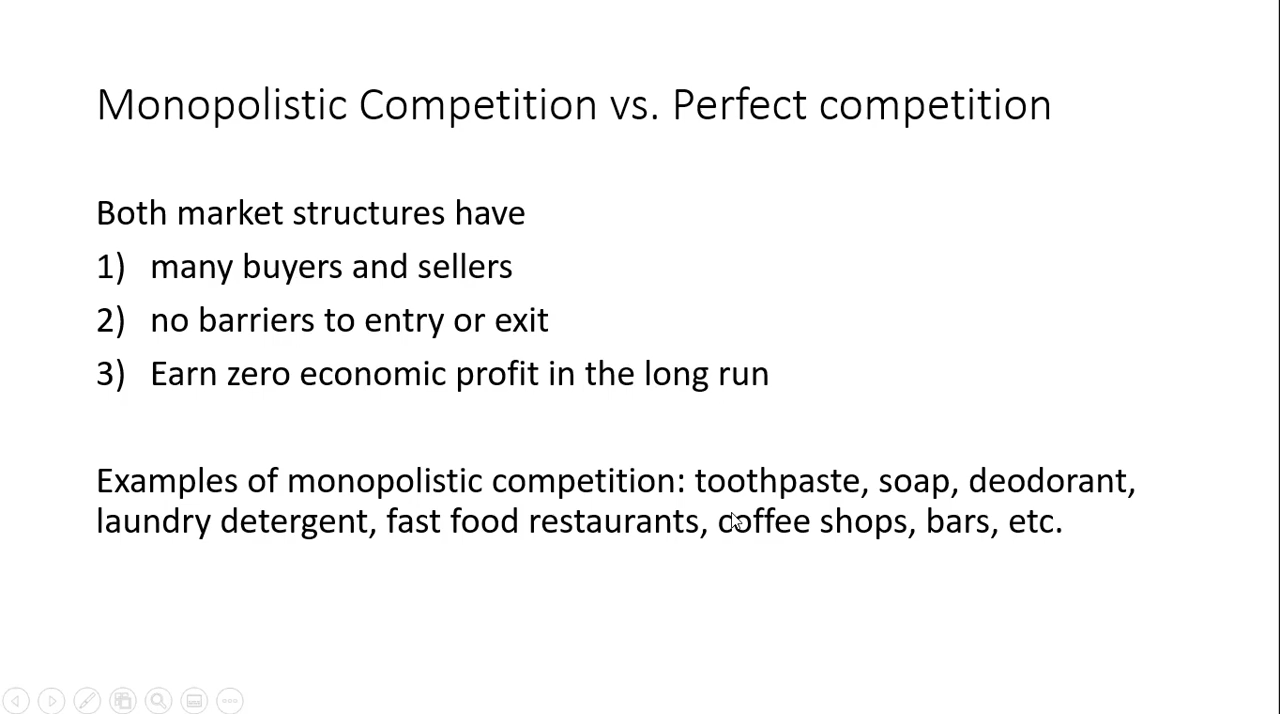 Monopolistic Competition vs. Perfect competition
Both market structures have
1) many buyers and sellers
2) no barriers to entry or exit
3) Earn zero economic profit in the long run
Examples of monopolistic competition: toothpaste, soap, deodorant,
laundry detergent, fast food restaurants, coffee shops, bars, etc.